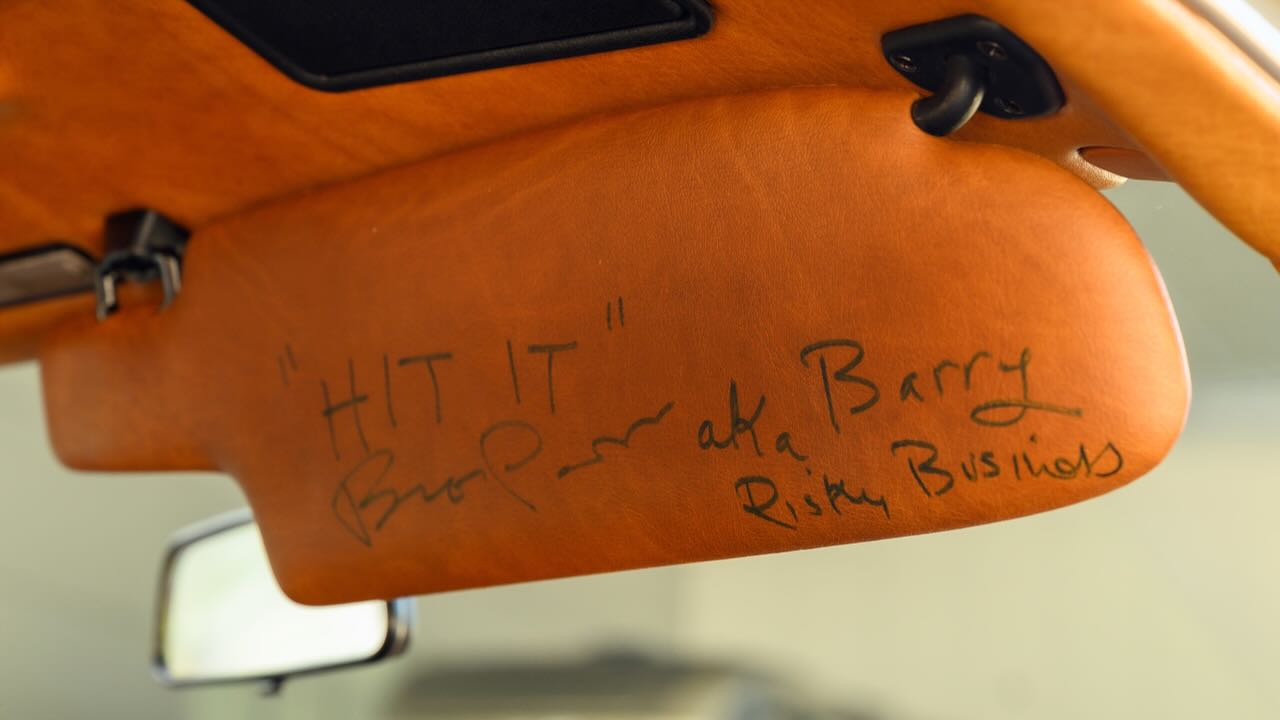 "HIT IT"
aka Barry
Risky Business